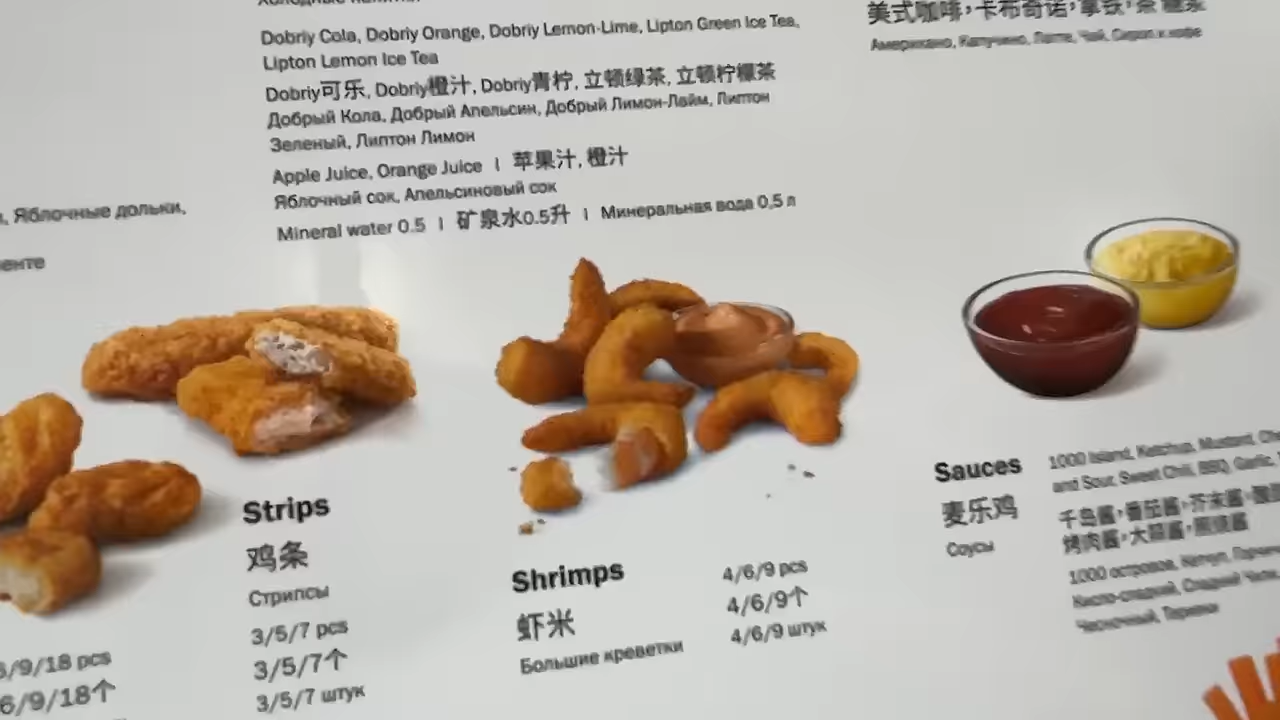 Dobriy Cola, Dobriy Orange, Dobriy Lemon-Lime, Lipton Green Ice Tea,
Lipton Lemon Ice Tea
Dobriy可乐, Dobriy橙汁, Dobriy青柠, 立顿绿茶, 立顿柠檬茶
Добрый Кола, Добрый Апельсин, Добрый Лимон-Лайм, Липтон
Зеленый, Липтон Лимон
Apple Juice, Orange Juice | 苹果汁, 橙汁
Яблочный сок, Апельсиновый сок
Mineral water 0.5 | 矿泉水0.5升 | Минеральная вода 0,5 л
美式咖啡,卡布奇诺,拿铁,茶
Американо, Капучино, Латте, Чай, Сироп к кофе
Яблочные дольки,
Strips
鸡条
Стрипсы
3/5/7 pcs
3/5/7个
3/5/7 штук
6/9/18 pcs
6/9/18个
Shrimps
虾米
Большие креветки
4/6/9 pcs
4/6/9个
4/6/9 штук
Sauces
麦乐鸡
Соусы
1000 Island, Ketchup, Mustard,
and Sour, Sweet Chili, BBQ, Garlic,
千岛酱,番茄酱,芥末酱
烤肉酱,大蒜酱,照烧酱
1000 островов, Кетчуп,
Кисло-сладкий, Сладкий Чили,
Чесночный, Терияки